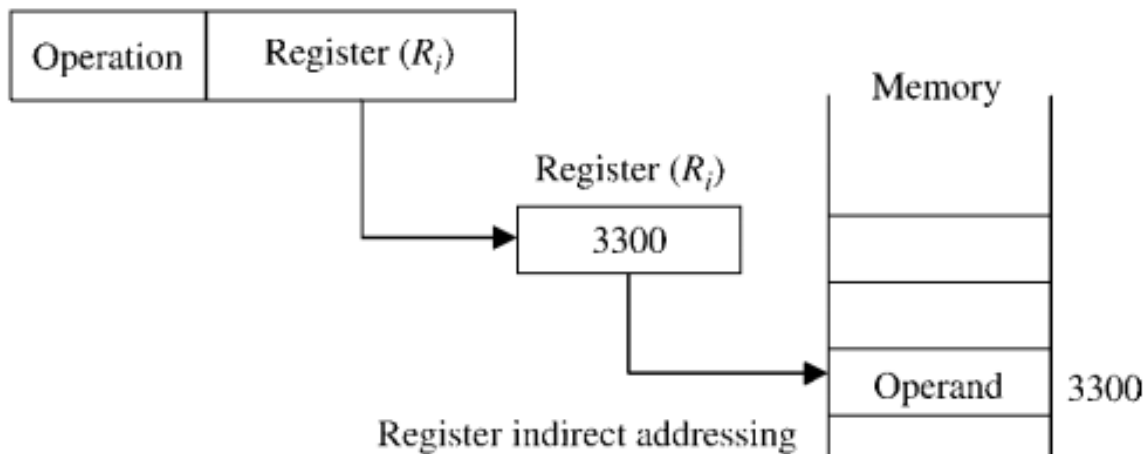 Operation
Register (Ri)
Memory
Register (Ri)
3300
Operand
3300
Register indirect addressing